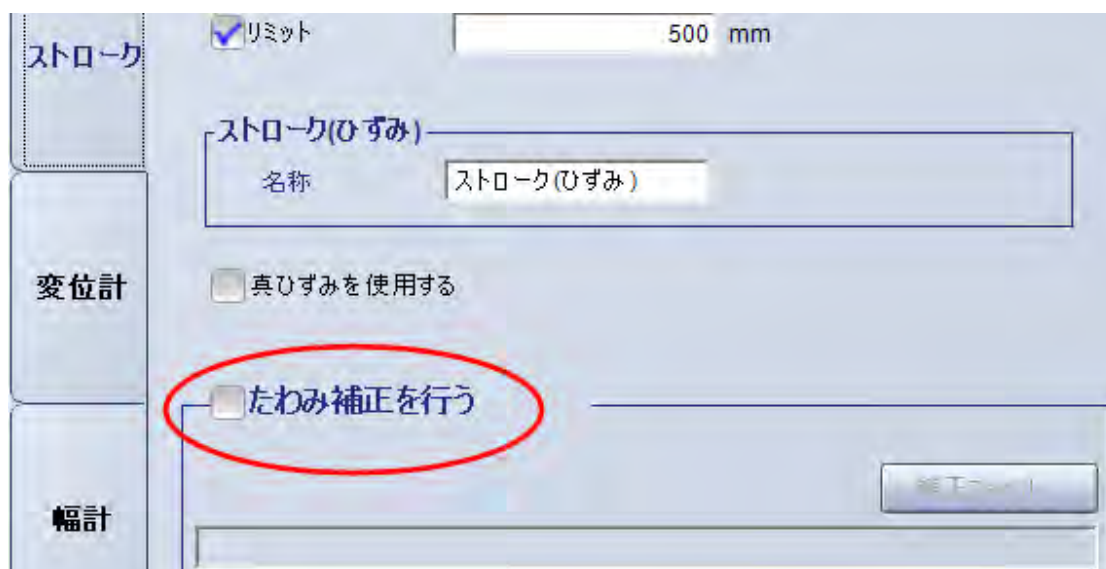 ストローク
リミット 500 mm
ストローク(ひずみ)
名称 ストローク(ひずみ)
変位計
真ひずみを使用する
たわみ補正を行う
幅計